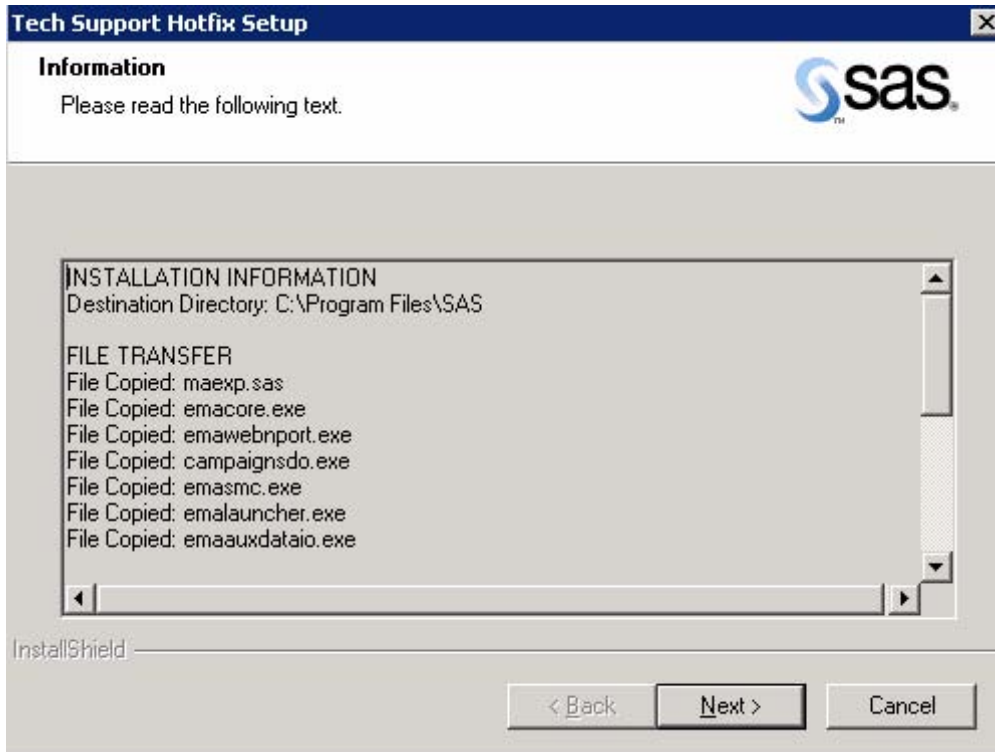 Tech Support Hotfix Setup
Information
Please read the following text.
sas.
TM
INSTALLATION INFORMATION
Destination Directory: C:\Program Files\SAS
FILE TRANSFER
File Copied: maexp.sas
File Copied: emacore.exe
File Copied: emawebnport.exe
File Copied: campaignsdo.exe
File Copied: emasmc.exe
File Copied: emalauncher.exe
File Copied: emaauxdataio.exe
InstallShield
< Back
Next >
Cancel